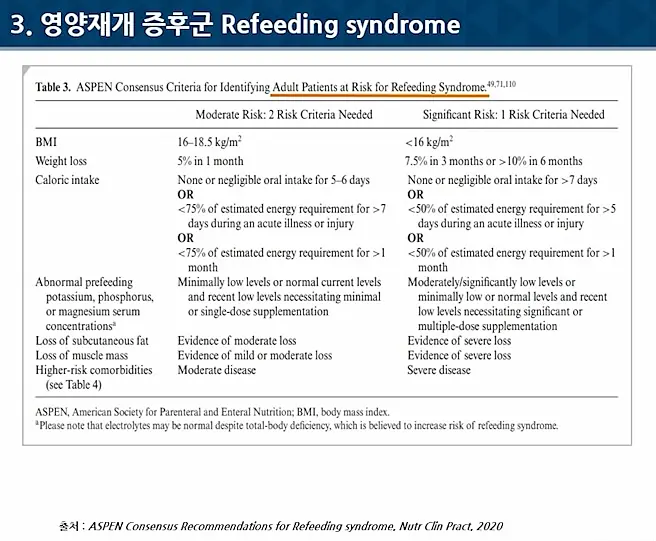 3. 영양재개 증후군 Refeeding syndrome
Table 3. ASPEN Consensus Criteria for Identifying Adult Patients at Risk for Refeeding Syndrome.49,71,110
Moderate Risk: 2 Risk Criteria Needed Significant Risk: 1 Risk Criteria Needed
BMI 16–18.5 kg/m2 <16 kg/m2
Weight loss 5% in 1 month 7.5% in 3 months or >10% in 6 months
Caloric intake None or negligible oral intake for 5–6 days None or negligible oral intake for >7 days
OR OR
<75% of estimated energy requirement for >7 <50% of estimated energy requirement for >5
days during an acute illness or injury days during an acute illness or injury
OR OR
<75% of estimated energy requirement for >1 <50% of estimated energy requirement for >1
month month
Abnormal prefeeding Minimally low levels or normal current levels Moderately/significantly low levels or
potassium, phosphorus, and recent low levels necessitating minimal minimally low or normal levels and recent
or magnesium serum or single-dose supplementation low levels necessitating significant or
concentrationsa multiple-dose supplementation
Loss of subcutaneous fat Evidence of moderate loss Evidence of severe loss
Loss of muscle mass Evidence of mild or moderate loss Evidence of severe loss
Higher-risk comorbidities Moderate disease Severe disease
(see Table 4)
ASPEN, American Society for Parenteral and Enteral Nutrition; BMI, body mass index.
aPlease note that electrolytes may be normal despite total-body deficiency, which is believed to increase risk of refeeding syndrome.
출처 : ASPEN Consensus Recommendations for Refeeding syndrome, Nutr Clin Pract, 2020